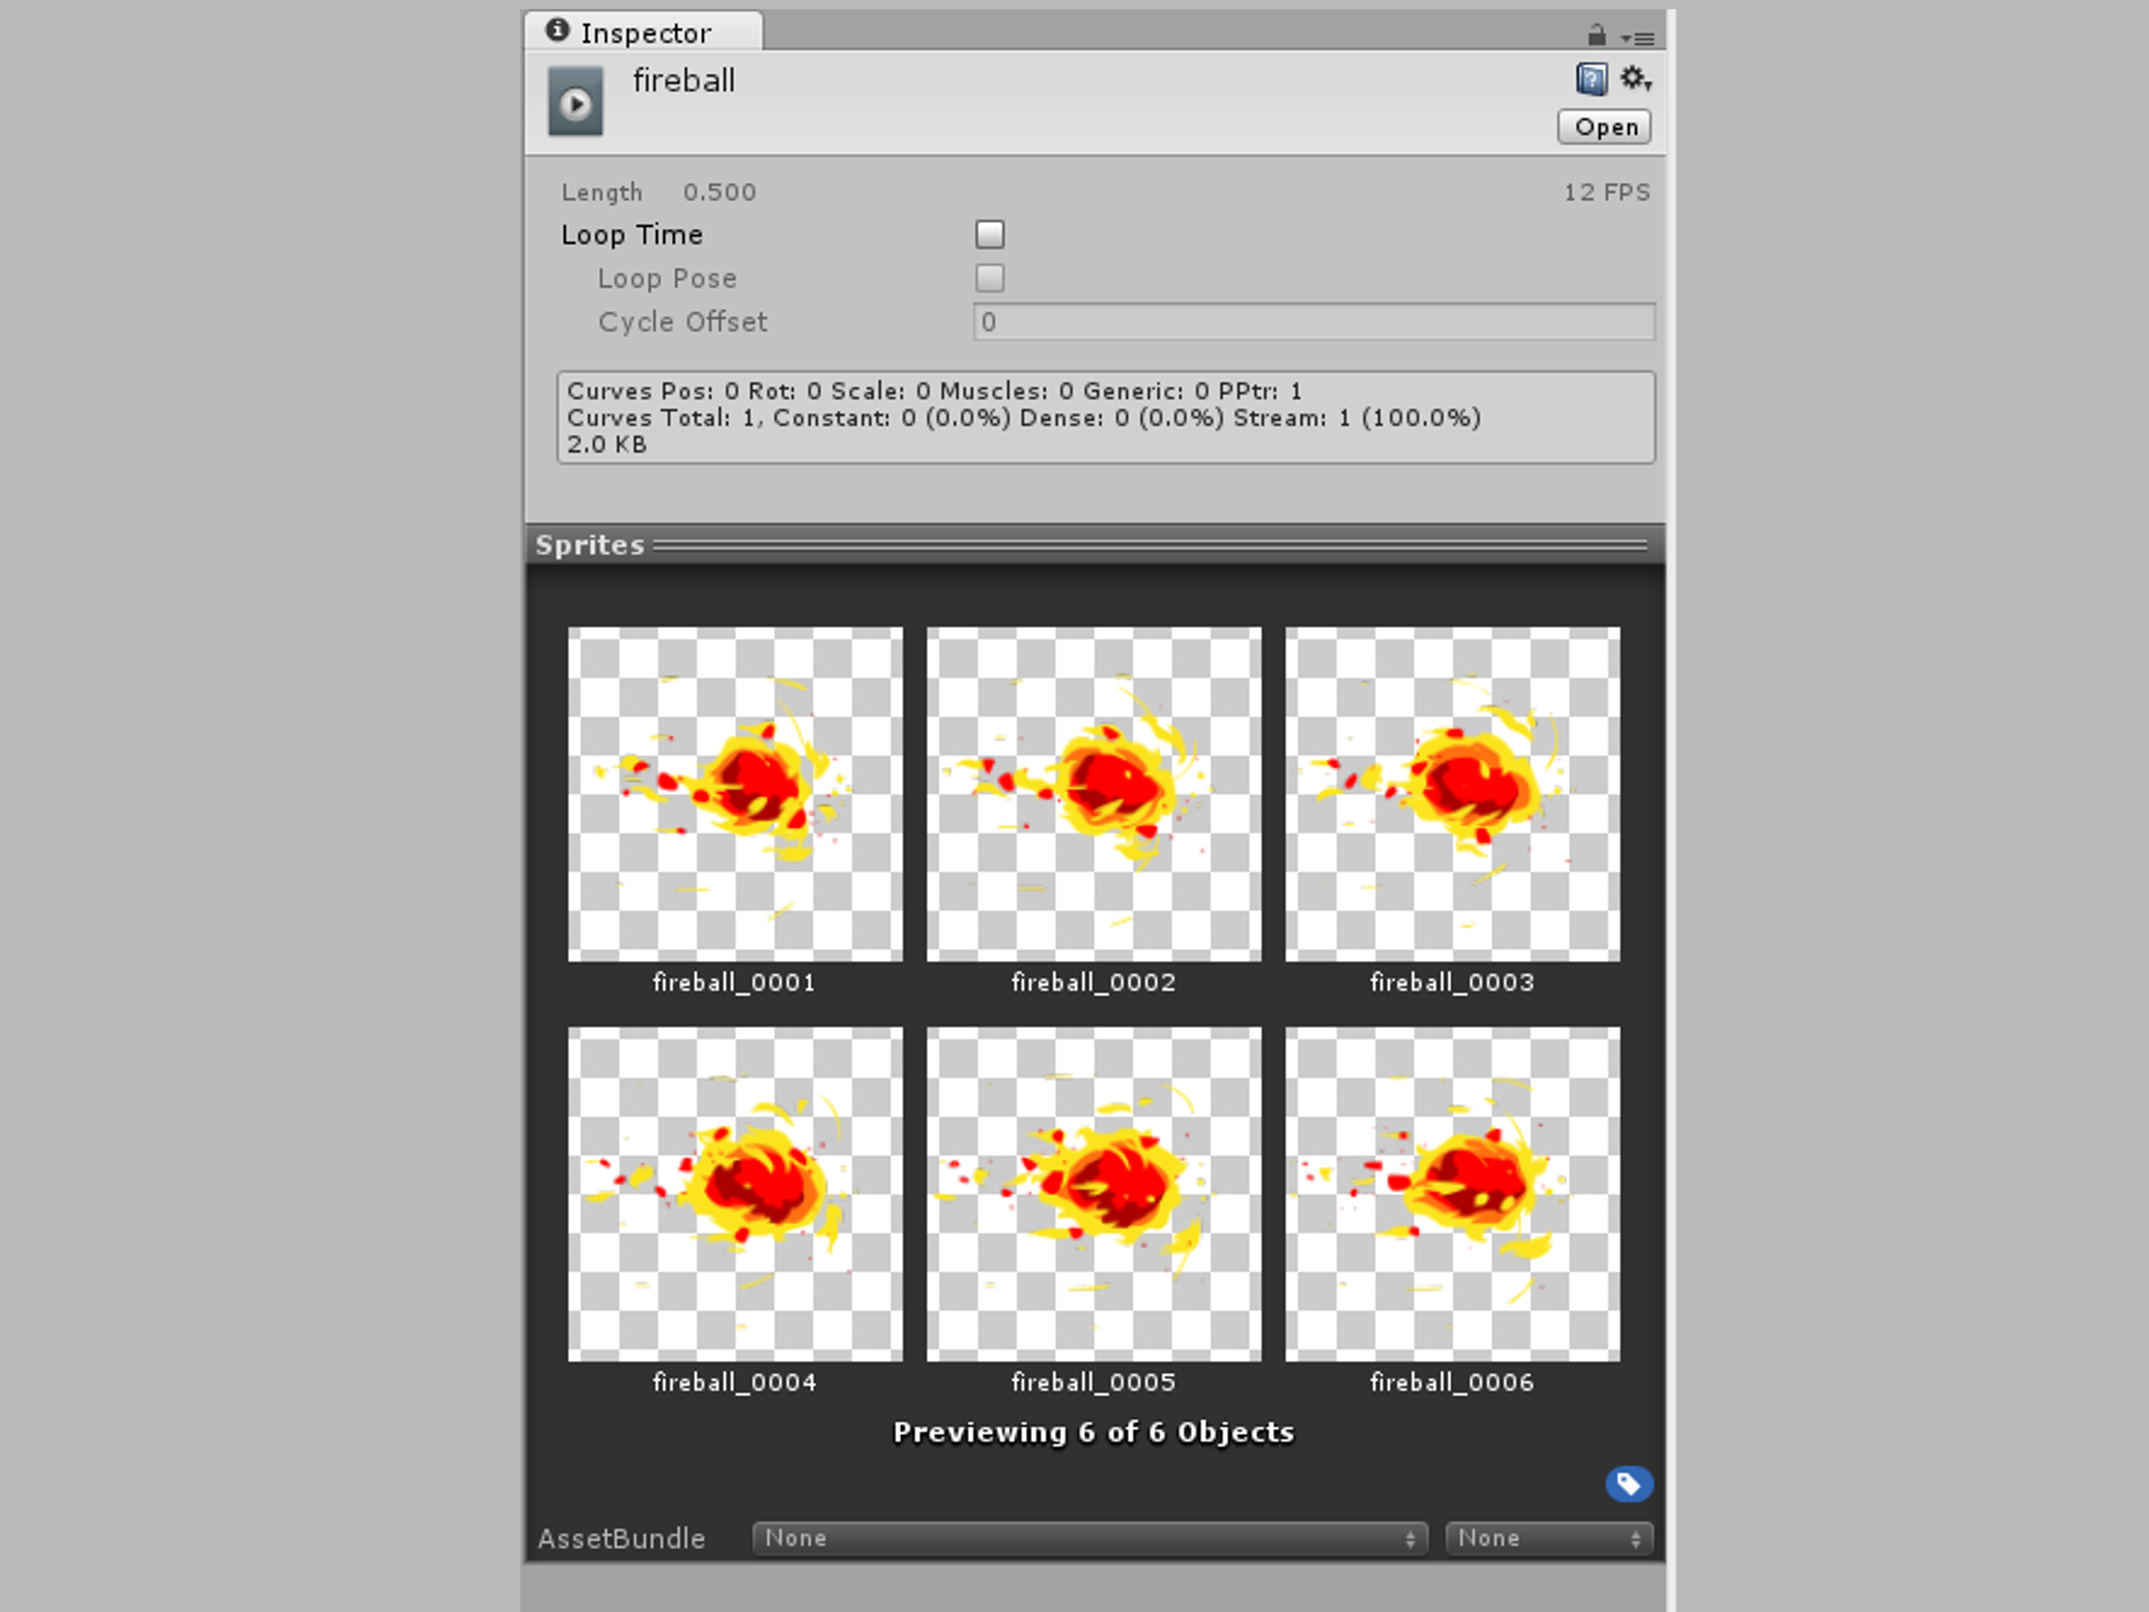 Inspector
fireball
Open
Length 0.500 12 FPS
Loop Time
Loop Pose
Cycle Offset 0
Curves Pos: 0 Rot: 0 Scale: 0 Muscles: 0 Generic: 0 PPtr: 1
Curves Total: 1, Constant: 0 (0.0%) Dense: 0 (0.0%) Stream: 1 (100.0%)
2.0 KB
Sprites
fireball_0001 fireball_0002 fireball_0003
fireball_0004 fireball_0005 fireball_0006
Previewing 6 of 6 Objects
AssetBundle None None